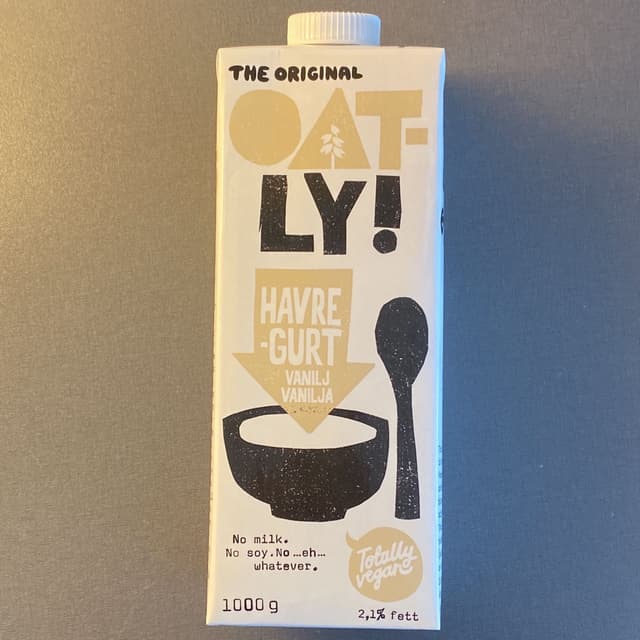 THE ORIGINAL
OAT-
LY!
HAVRE
-GURT
VANILJ
VANILJA
No milk.
No soy. No ...eh...
whatever.
Totally
vegan
1000 g
2,1% fett